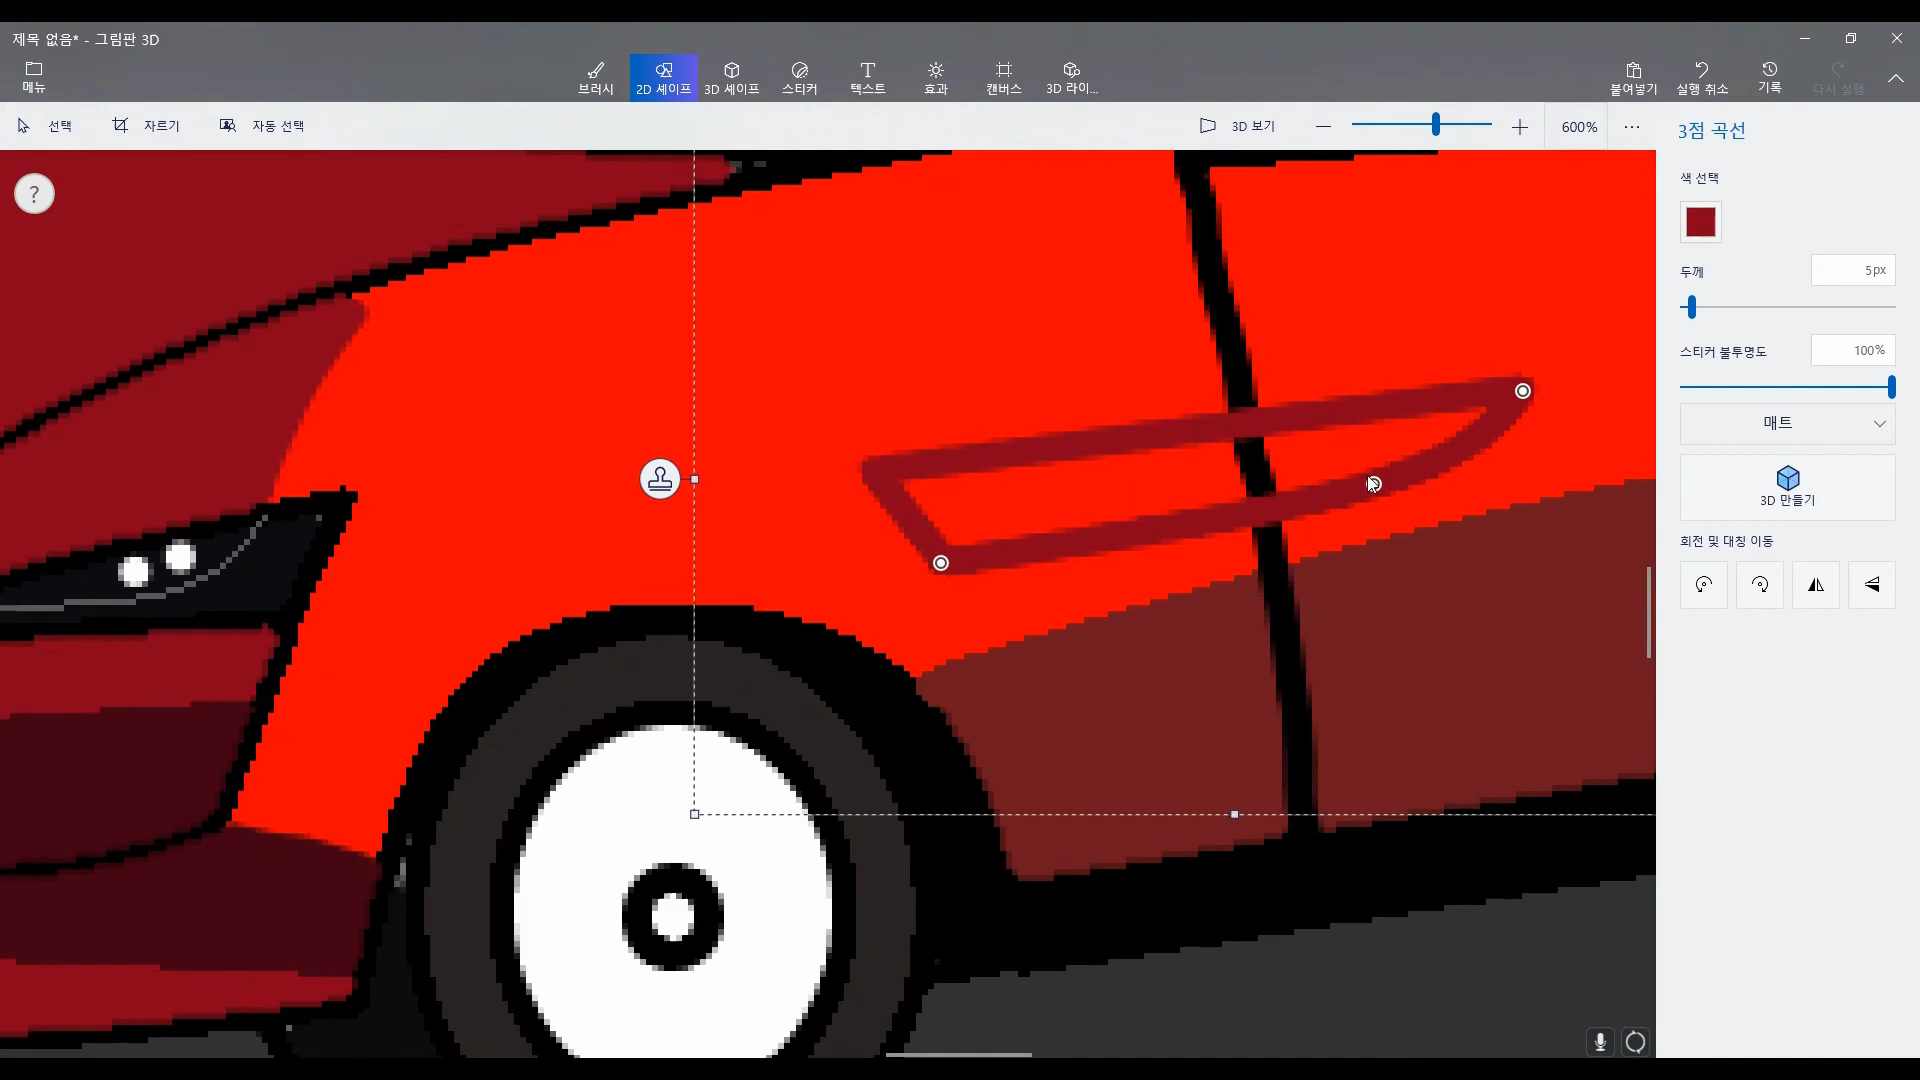 제목 없음* - 그림판 3D
메뉴
브러시
2D 셰이프
3D 셰이프
스티커
텍스트
효과
캔버스
3D 라이...
붙여넣기
실행 취소
기록
다시 실행
선택
자르기
자동 선택
3D 보기
600%
...
3점 곡선
?
색 선택
두께
5px
스티커 불투명도
100%
매트
3D 만들기
회전 및 대칭 이동